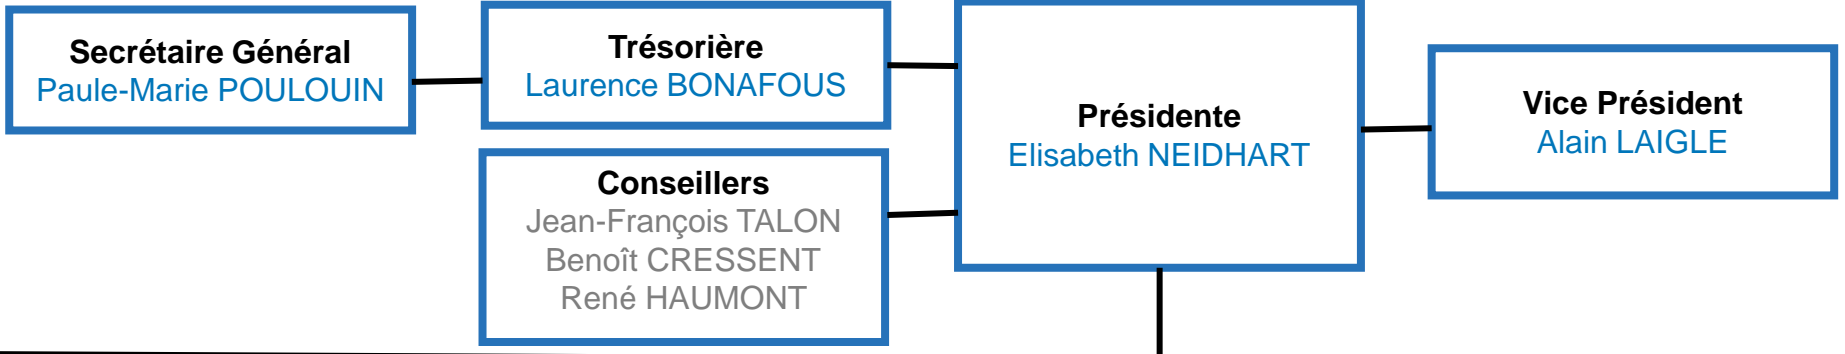 Secrétaire Général
Paule-Marie POULOUIN
Trésorière
Laurence BONAFOUS
Conseillers
Jean-François TALON
Benoît CRESSENT
René HAUMONT
Présidente
Elisabeth NEIDHART
Vice Président
Alain LAIGLE